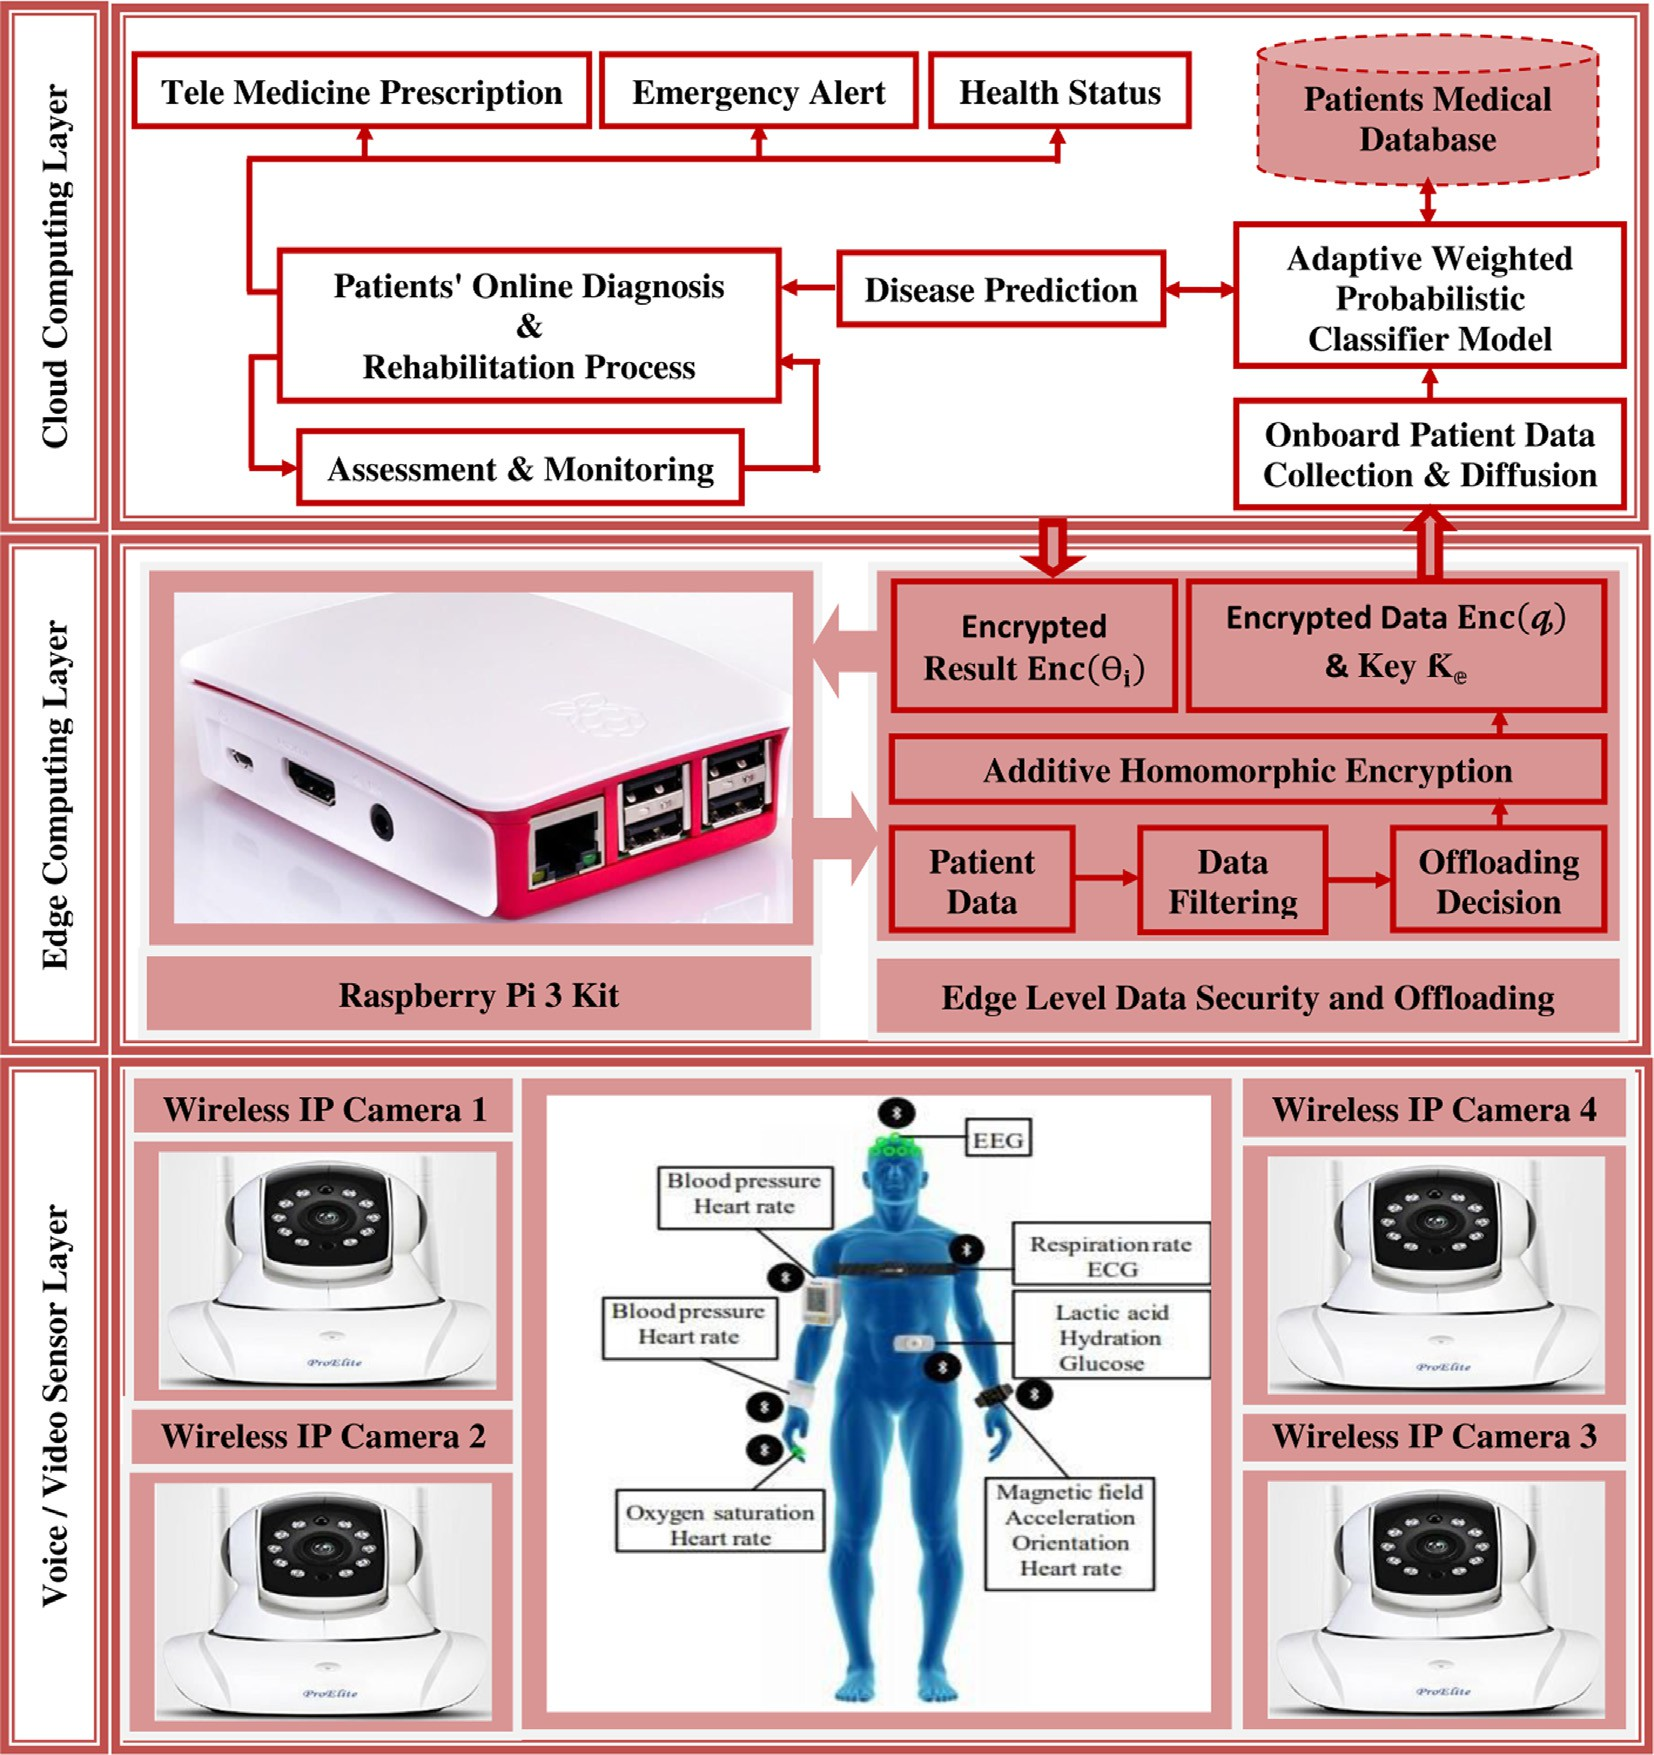 Cloud Computing Layer
Tele Medicine Prescription
Emergency Alert
Health Status
Patients Medical
Database
Patients' Online Diagnosis
&
Rehabilitation Process
Disease Prediction
Adaptive Weighted
Probabilistic
Classifier Model
Assessment & Monitoring
Onboard Patient Data
Collection & Diffusion
Edge Computing Layer
Encrypted
Result Enc(Θᵢ)
Encrypted Data Enc(𝓆)
& Key Ꝁₑ
Additive Homomorphic Encryption
Patient
Data
Data
Filtering
Offloading
Decision
Raspberry Pi 3 Kit
Edge Level Data Security and Offloading
Voice / Video Sensor Layer
Wireless IP Camera 1
ProElite
Wireless IP Camera 2
ProElite
EEG
Blood pressure
Heart rate
Respiration rate
ECG
Blood pressure
Heart rate
Lactic acid
Hydration
Glucose
Oxygen saturation
Heart rate
Magnetic field
Acceleration
Orientation
Heart rate
Wireless IP Camera 4
ProElite
Wireless IP Camera 3
ProElite